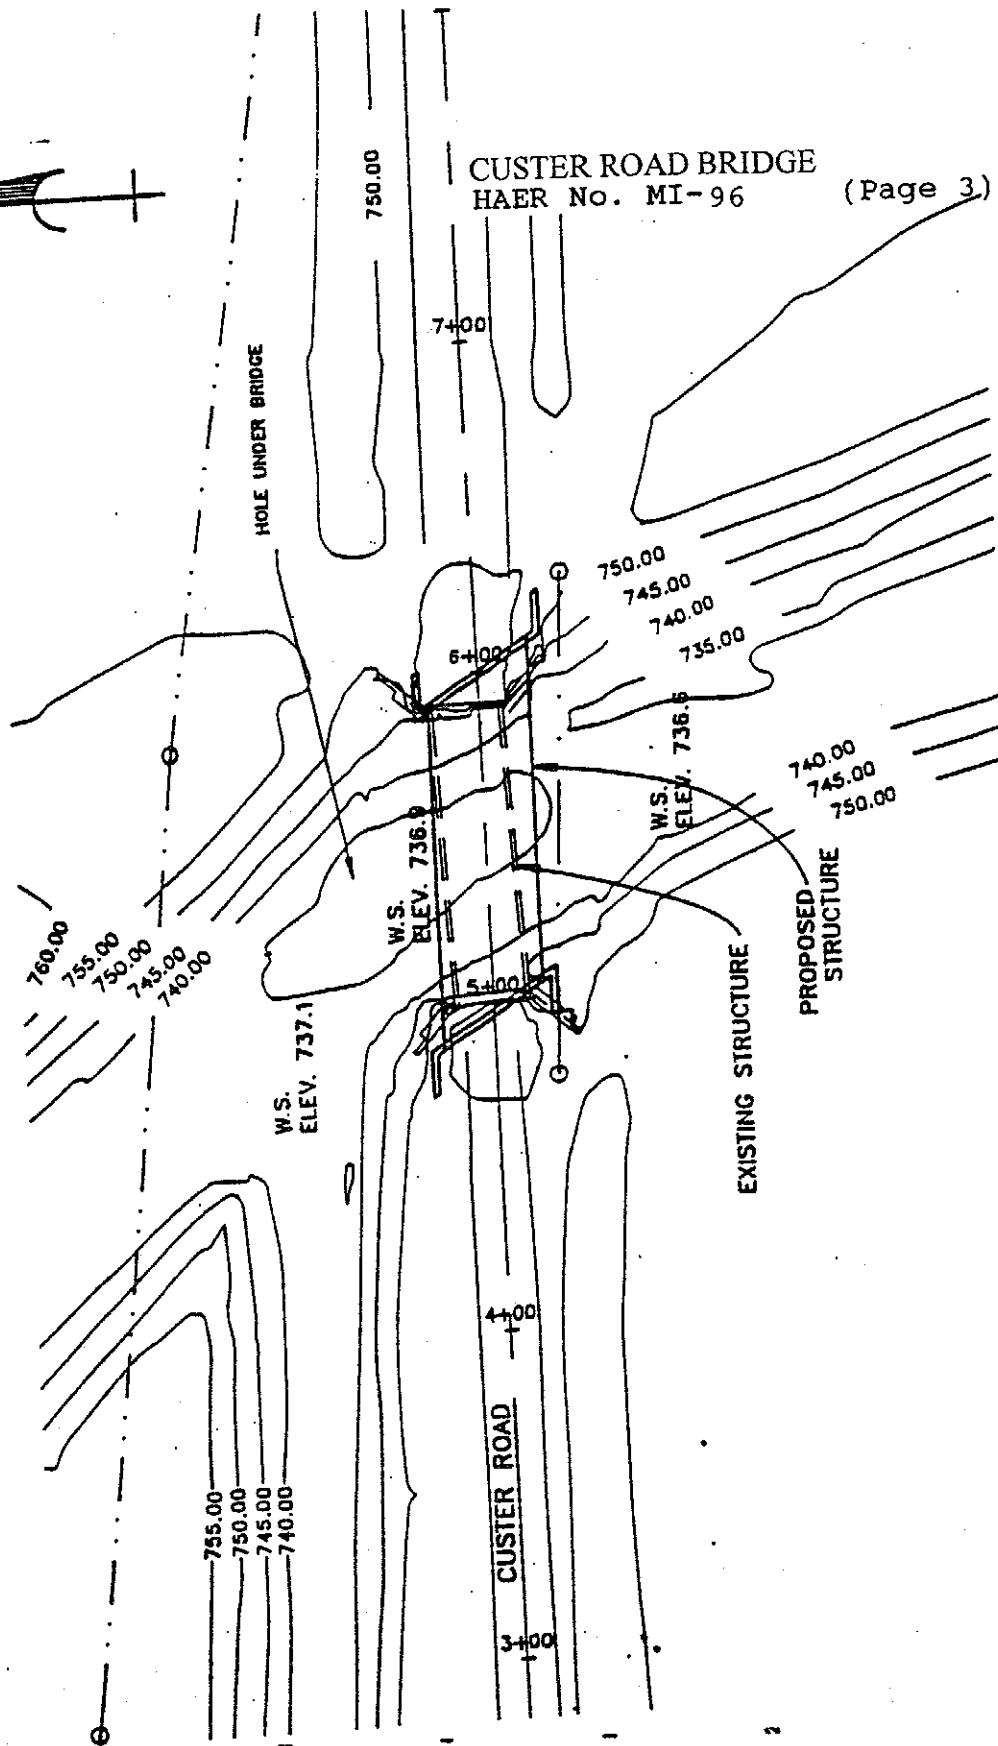 CUSTER ROAD BRIDGE
HAER No. MI-96 (Page 3)
750.00
7+00
HOLE UNDER BRIDGE
750.00
745.00
740.00
735.00
6+00
W.S.
ELEV. 736.6
740.00
745.00
750.00
W.S.
ELEV. 736.9
PROPOSED
STRUCTURE
EXISTING STRUCTURE
760.00
755.00
750.00
745.00
740.00
5+00
W.S.
ELEV. 737.1
4+00
CUSTER ROAD
755.00
750.00
745.00
740.00
3+00